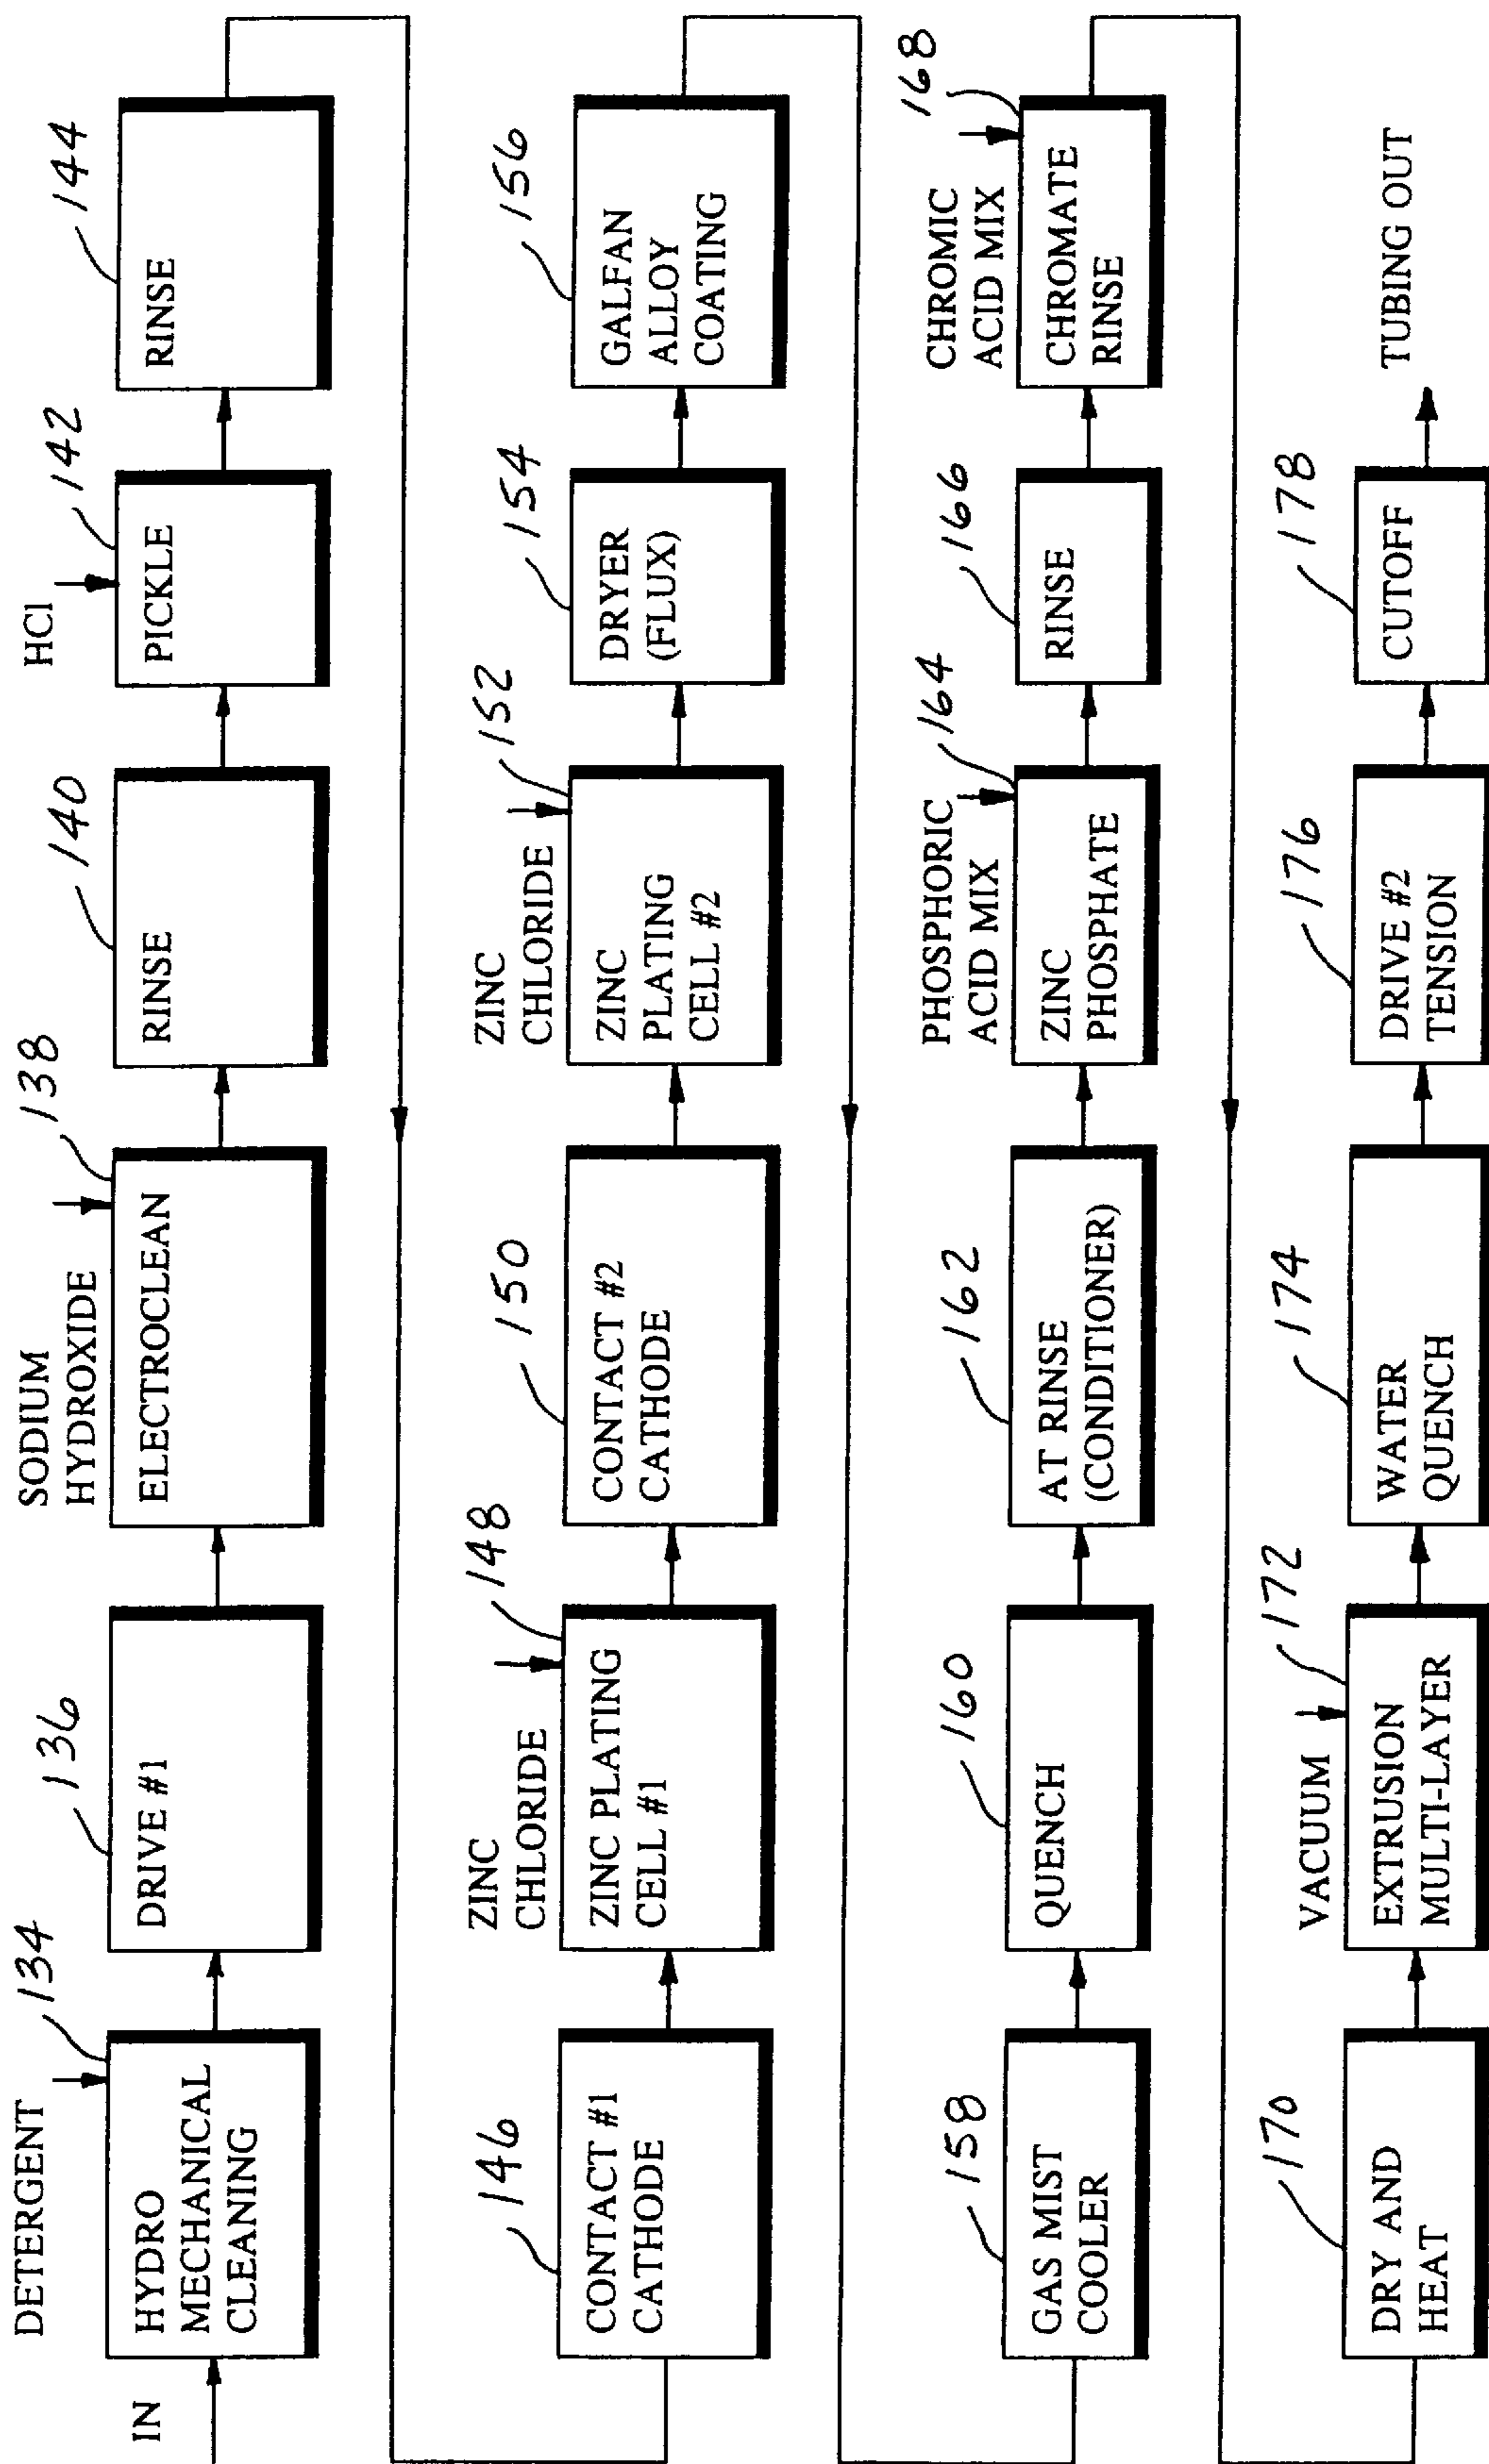 IN
DETERGENT
134
HYDRO
MECHANICAL
CLEANING
136
DRIVE #1
SODIUM
HYDROXIDE
138
ELECTROCLEAN
140
RINSE
HCl
142
PICKLE
144
RINSE
146
CONTACT #1
CATHODE
ZINC
CHLORIDE
148
ZINC PLATING
CELL #1
150
CONTACT #2
CATHODE
ZINC
CHLORIDE
152
ZINC
PLATING
CELL #2
154
DRYER
(FLUX)
156
GALFAN
ALLOY
COATING
158
GAS MIST
COOLER
160
QUENCH
162
AT RINSE
(CONDITIONER)
PHOSPHORIC
ACID MIX
164
ZINC
PHOSPHATE
166
RINSE
CHROMIC
ACID MIX
168
CHROMATE
RINSE
170
DRY AND
HEAT
VACUUM
172
EXTRUSION
MULTI-LAYER
174
WATER
QUENCH
176
DRIVE #2
TENSION
178
CUTOFF
TUBING OUT